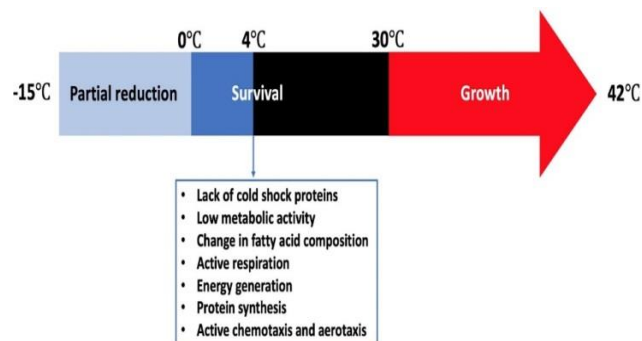 0°C 4°C 30°C
-15°C Partial reduction Survival Growth 42°C
• Lack of cold shock proteins
• Low metabolic activity
• Change in fatty acid composition
• Active respiration
• Energy generation
• Protein synthesis
• Active chemotaxis and aerotaxis